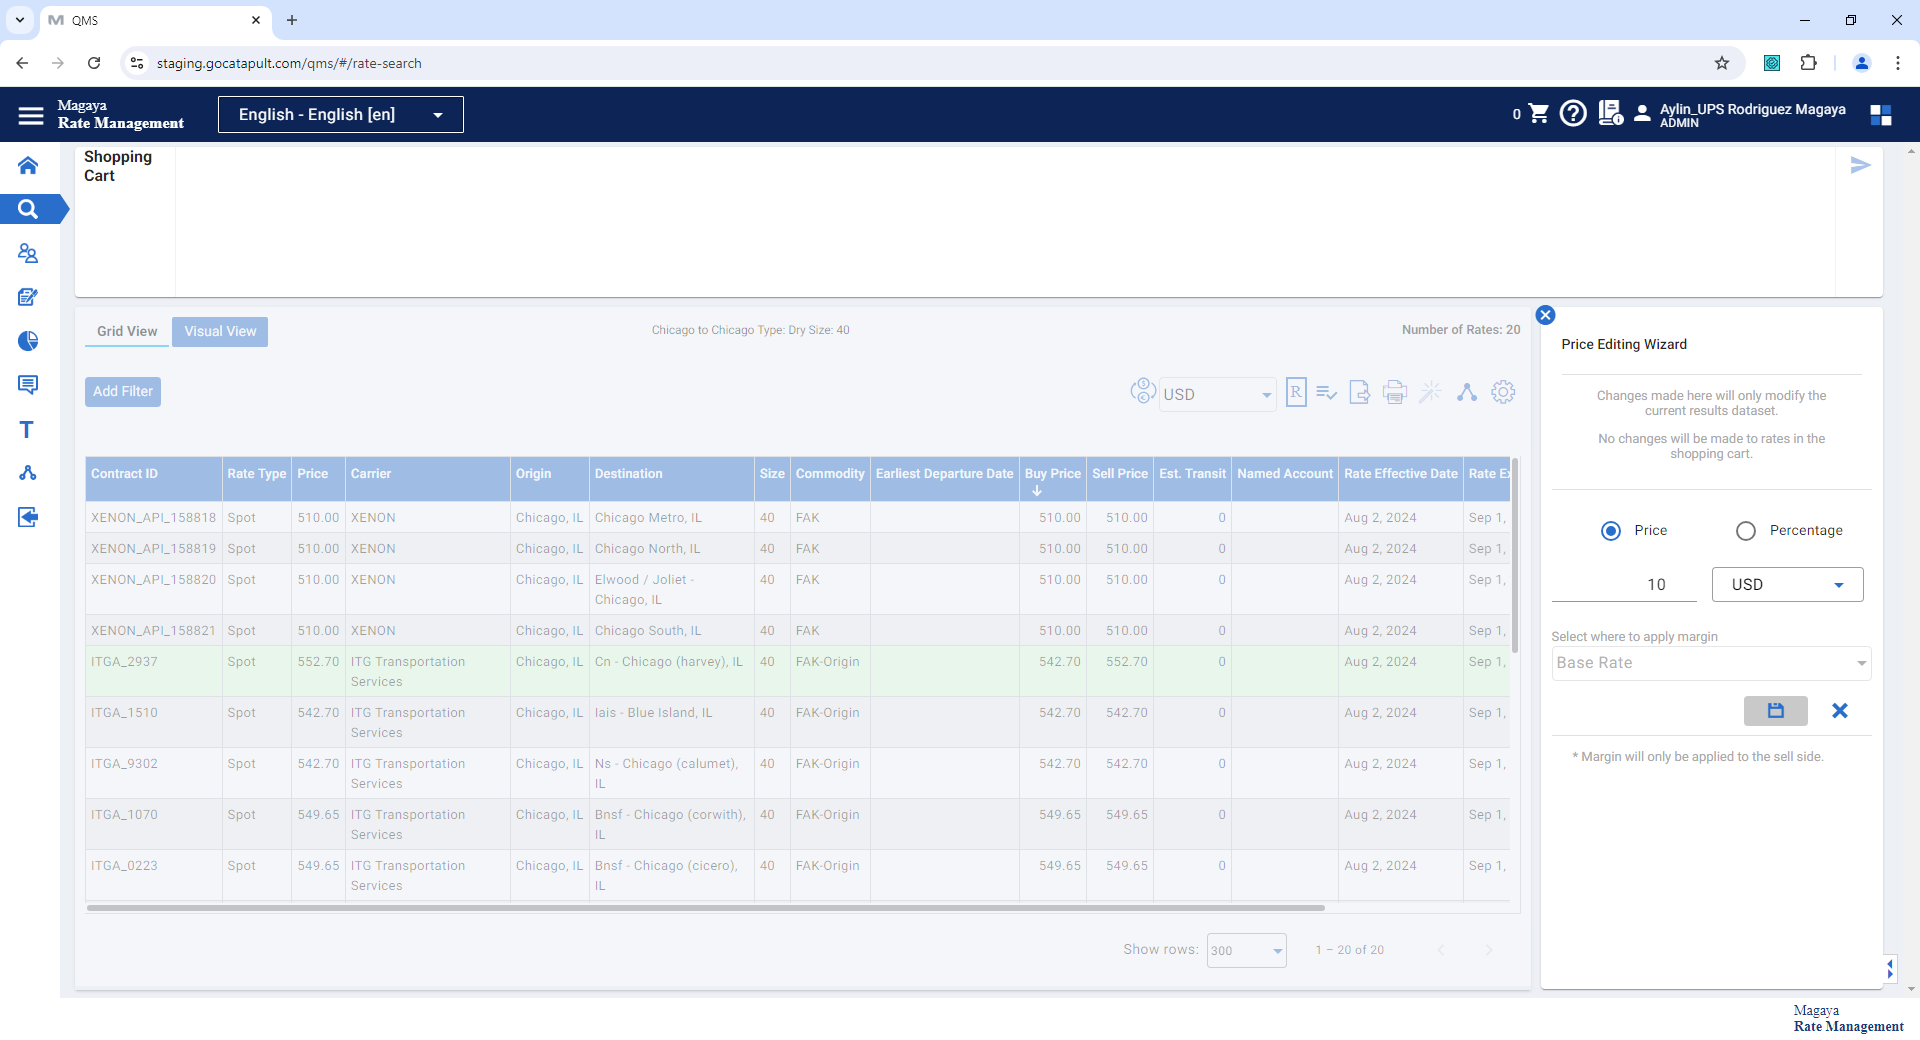 QMS
staging.gocatapult.com/qms/#/rate-search
Magaya
Rate Management
English - English [en]
0
Aylin_UPS Rodriguez Magaya
ADMIN
Shopping
Cart
Grid View
Visual View
Chicago to Chicago Type: Dry Size: 40
Number of Rates: 20
Add Filter
USD
R
Contract ID Rate Type Price Carrier Origin Destination Size Commodity Earliest Departure Date Buy Price Sell Price Est. Transit Named Account Rate Effective Date Rate Ex
XENON_API_158818 Spot 510.00 XENON Chicago, IL Chicago Metro, IL 40 FAK 510.00 510.00 0 Aug 2, 2024 Sep 1,
XENON_API_158819 Spot 510.00 XENON Chicago, IL Chicago North, IL 40 FAK 510.00 510.00 0 Aug 2, 2024 Sep 1,
XENON_API_158820 Spot 510.00 XENON Chicago, IL Elwood / Joliet - 40 FAK 510.00 510.00 0 Aug 2, 2024 Sep 1,
Chicago, IL
XENON_API_158821 Spot 510.00 XENON Chicago, IL Chicago South, IL 40 FAK 510.00 510.00 0 Aug 2, 2024 Sep 1,
ITGA_2937 Spot 552.70 ITG Transportation Chicago, IL Cn - Chicago (harvey), IL 40 FAK-Origin 542.70 552.70 0 Aug 2, 2024 Sep 1,
Services
ITGA_1510 Spot 542.70 ITG Transportation Chicago, IL Iais - Blue Island, IL 40 FAK-Origin 542.70 542.70 0 Aug 2, 2024 Sep 1,
Services
ITGA_9302 Spot 542.70 ITG Transportation Chicago, IL Ns - Chicago (calumet), 40 FAK-Origin 542.70 542.70 0 Aug 2, 2024 Sep 1,
Services IL
ITGA_1070 Spot 549.65 ITG Transportation Chicago, IL Bnsf - Chicago (corwith), 40 FAK-Origin 549.65 549.65 0 Aug 2, 2024 Sep 1,
Services IL
ITGA_0223 Spot 549.65 ITG Transportation Chicago, IL Bnsf - Chicago (cicero), 40 FAK-Origin 549.65 549.65 0 Aug 2, 2024 Sep 1,
Services IL
Show rows: 300 1 – 20 of 20
Price Editing Wizard
Changes made here will only modify the
current results dataset.
No changes will be made to rates in the
shopping cart.
Price
Percentage
10
USD
Select where to apply margin
Base Rate
* Margin will only be applied to the sell side.
Magaya
Rate Management